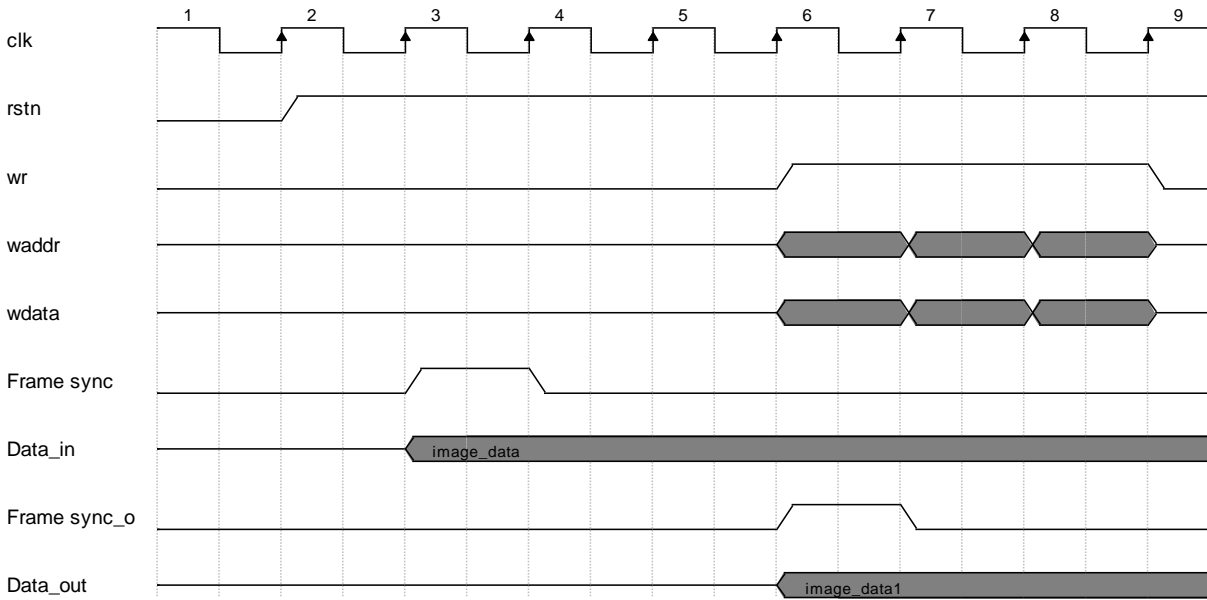 1 2 3 4 5 6 7 8 9
clk
rstn
wr
waddr
wdata
Frame sync
Data_in
image_data
Frame sync_o
Data_out
image_data1